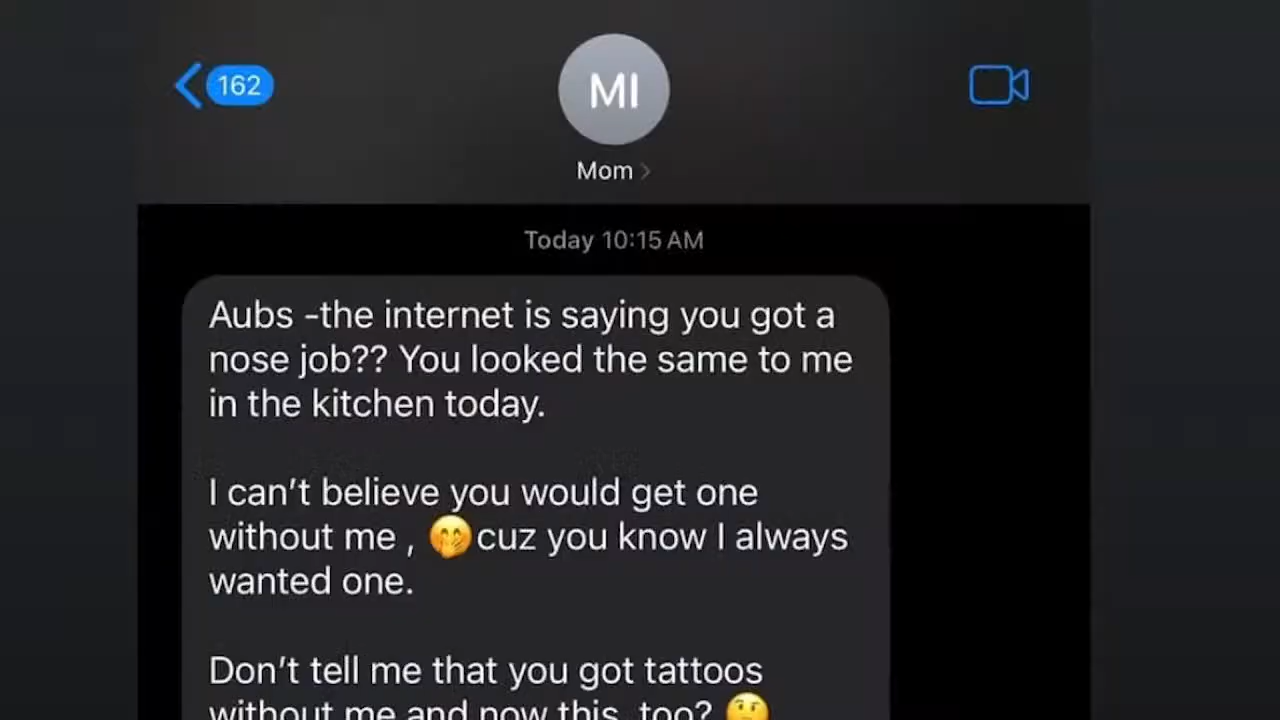 162
MI
Mom
Today 10:15 AM
Aubs -the internet is saying you got a
nose job?? You looked the same to me
in the kitchen today.
I can’t believe you would get one
without me , 🤭 cuz you know I always
wanted one.
Don’t tell me that you got tattoos
without me and now this, too? 🤨